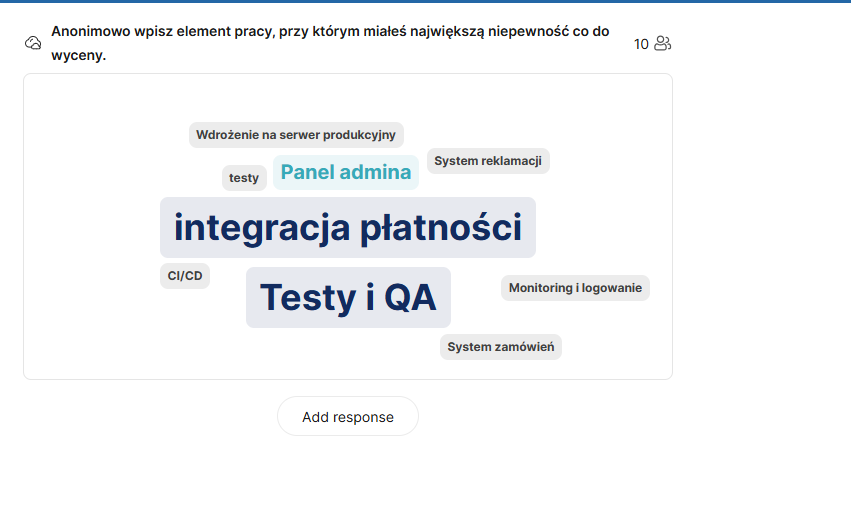 Anonimowo wpisz element pracy, przy którym miałeś największą niepewność co do
wyceny.
10
Wdrożenie na serwer produkcyjny
System reklamacji
testy
Panel admina
integracja płatności
CI/CD
Testy i QA
Monitoring i logowanie
System zamówień
Add response